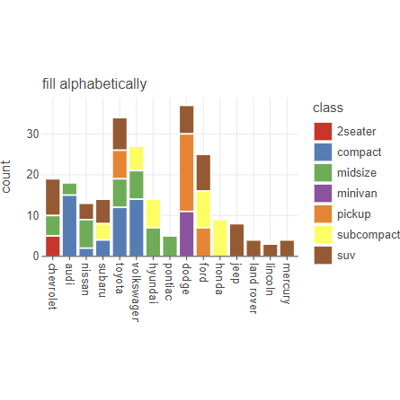 fill alphabetically
count
30
20
10
0
chevrolet
audi
nissan
subaru
toyota
volkswagen
hyundai
pontiac
dodge
ford
honda
jeep
land rover
lincoln
mercury
class
2seater
compact
midsize
minivan
pickup
subcompact
suv